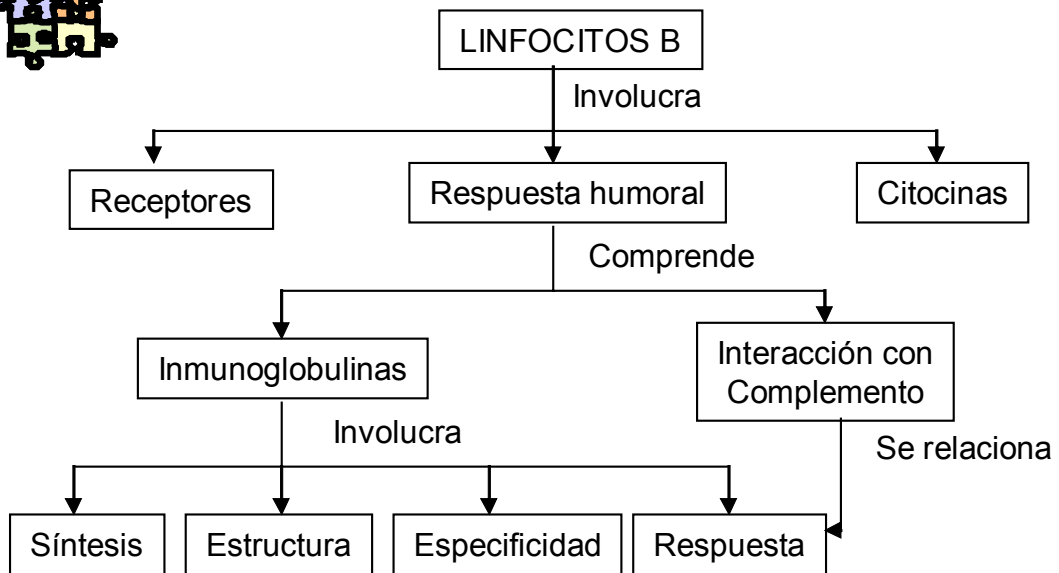 LINFOCITOS B
Involucra
Receptores
Respuesta humoral
Citocinas
Comprende
Inmunoglobulinas
Interacción con
Complemento
Involucra
Se relaciona
Síntesis
Estructura
Especificidad
Respuesta